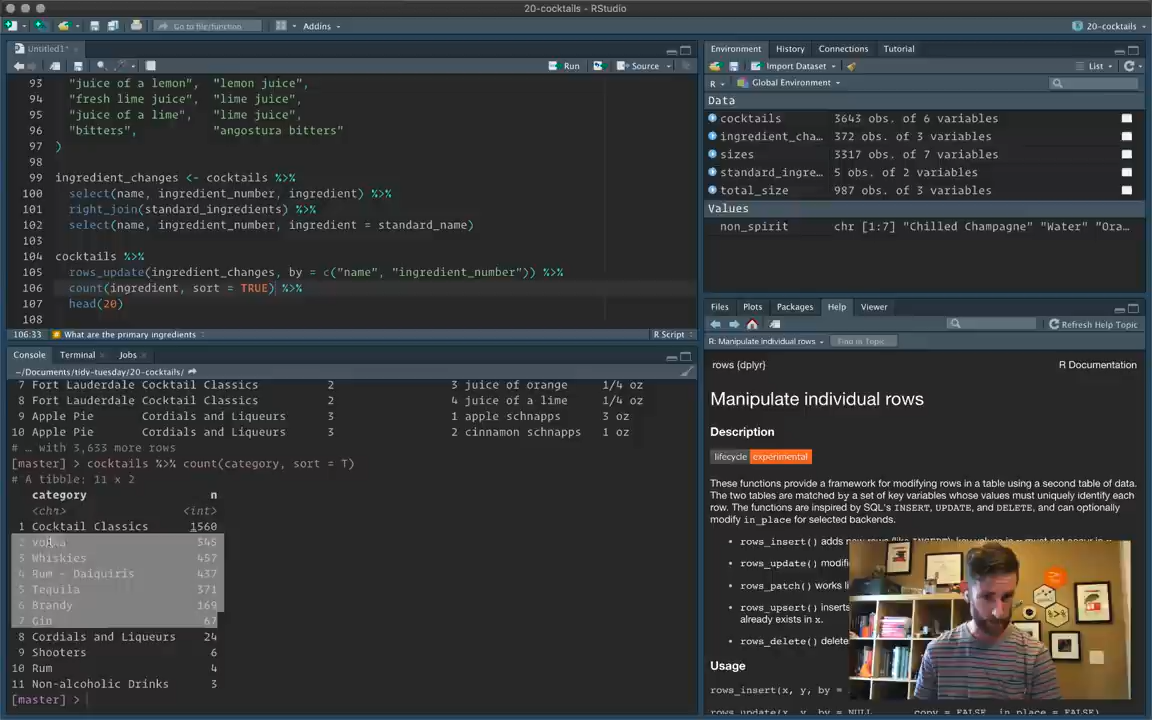 20-cocktails - RStudio
Go to file/function
Addins
20-cocktails
Untitled1*
Run
Source
93 "juice of a lemon", "lemon juice",
94 "fresh lime juice", "lime juice",
95 "juice of a lime", "lime juice",
96 "bitters", "angostura bitters"
97 )
98
99 ingredient_changes <- cocktails %>%
100 select(name, ingredient_number, ingredient) %>%
101 right_join(standard_ingredients) %>%
102 select(name, ingredient_number, ingredient = standard_name)
103
104 cocktails %>%
105 rows_update(ingredient_changes, by = c("name", "ingredient_number")) %>%
106 count(ingredient, sort = TRUE) %>%
107 head(20)
108
106:33 What are the primary ingredients R Script
Console Terminal Jobs
~/Documents/tidy-tuesday/20-cocktails/
7 Fort Lauderdale Cocktail Classics 2 3 juice of orange 1/4 oz
8 Fort Lauderdale Cocktail Classics 2 4 juice of a lime 1/4 oz
9 Apple Pie Cordials and Liqueurs 3 1 apple schnapps 3 oz
10 Apple Pie Cordials and Liqueurs 3 2 cinnamon schnapps 1 oz
# … with 3,633 more rows
[master] > cocktails %>% count(category, sort = T)
# A tibble: 11 x 2
category n
<chr> <int>
1 Cocktail Classics 1560
2 vodka 545
3 Whiskies 457
4 Rum - Daiquiris 437
5 Tequila 371
6 Brandy 169
7 Gin 67
8 Cordials and Liqueurs 24
9 Shooters 6
10 Rum 4
11 Non-alcoholic Drinks 3
[master] >
Environment History Connections Tutorial
Import Dataset List
R Global Environment
Data
cocktails 3643 obs. of 6 variables
ingredient_cha… 372 obs. of 3 variables
sizes 3317 obs. of 7 variables
standard_ingre… 5 obs. of 2 variables
total_size 987 obs. of 3 variables
Values
non_spirit chr [1:7] "Chilled Champagne" "Water" "Ora…
Files Plots Packages Help Viewer
Refresh Help Topic
R: Manipulate individual rows Find in Topic
rows {dplyr} R Documentation
Manipulate individual rows
Description
lifecycle experimental
These functions provide a framework for modifying rows in a table using a second table of data.
The two tables are matched by a set of key variables whose values must uniquely identify each
row. The functions are inspired by SQL's INSERT, UPDATE, and DELETE, and can optionally
modify in_place for selected backends.
rows_insert() adds new rows
rows_update() modifi
rows_patch() works li
rows_upsert() inserts
already exists in x.
rows_delete() delete
Usage
rows_insert(x, y, by =
rows_update(x, y, by = NULL, ..., copy = FALSE, in_place = FALSE)